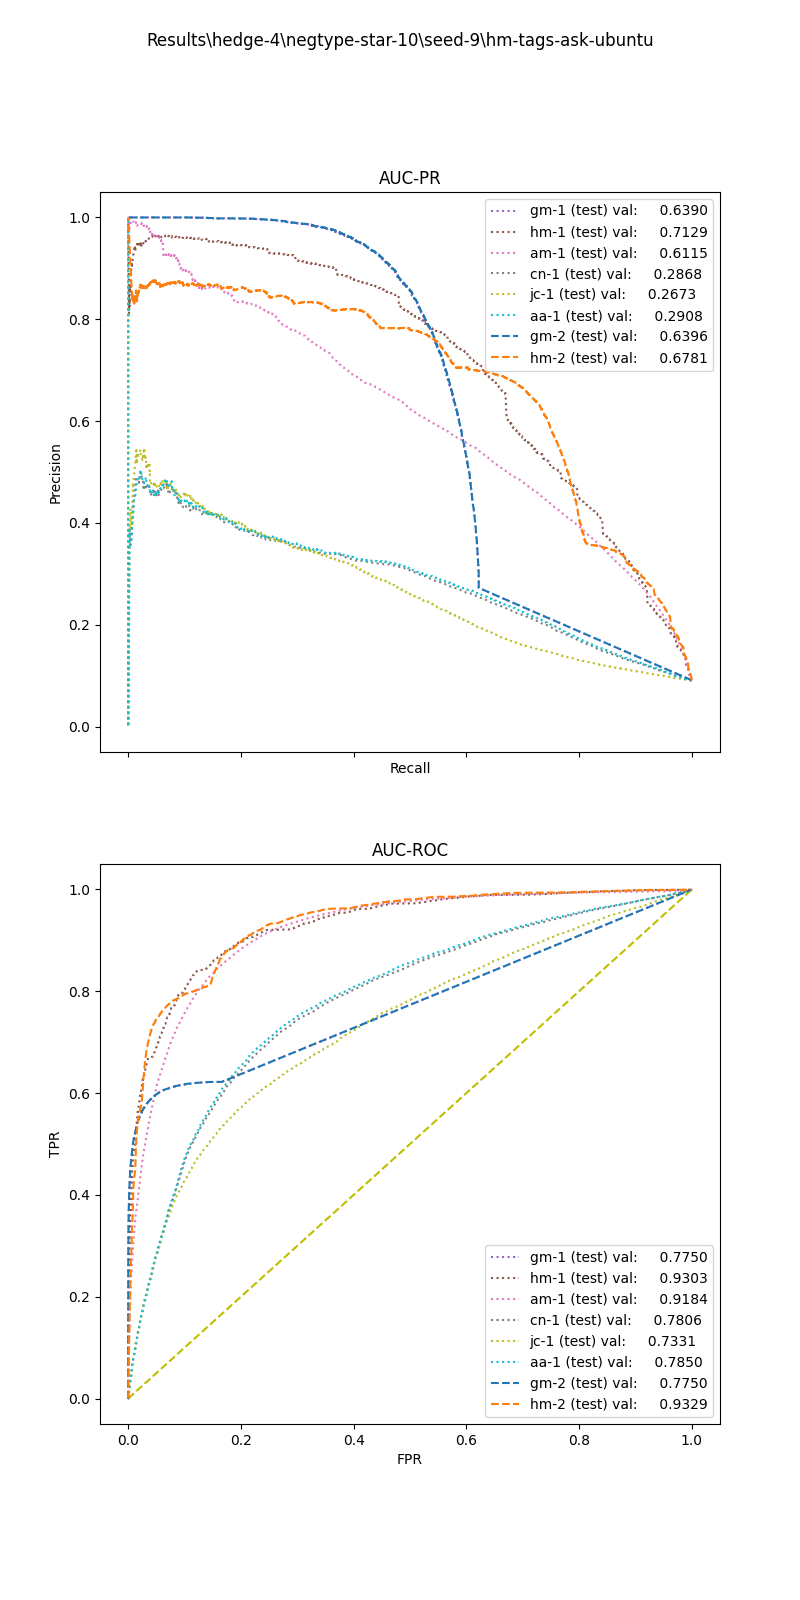 Results\hedge-4\negtype-star-10\seed-9\hm-tags-ask-ubuntu
AUC-PR
gm-1 (test) val: 0.6390
hm-1 (test) val: 0.7129
am-1 (test) val: 0.6115
cn-1 (test) val: 0.2868
jc-1 (test) val: 0.2673
aa-1 (test) val: 0.2908
gm-2 (test) val: 0.6396
hm-2 (test) val: 0.6781
1.0
0.8
0.6
0.4
0.2
0.0
Precision
Recall
AUC-ROC
1.0
0.8
0.6
0.4
0.2
0.0
TPR
gm-1 (test) val: 0.7750
hm-1 (test) val: 0.9303
am-1 (test) val: 0.9184
cn-1 (test) val: 0.7806
jc-1 (test) val: 0.7331
aa-1 (test) val: 0.7850
gm-2 (test) val: 0.7750
hm-2 (test) val: 0.9329
0.0 0.2 0.4 0.6 0.8 1.0
FPR